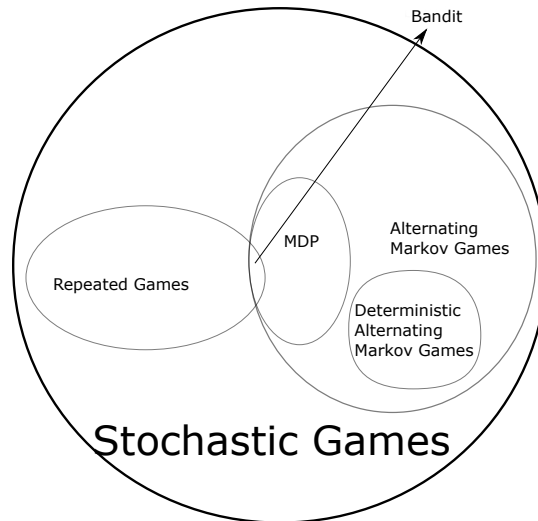 Bandit
MDP
Alternating
Markov Games
Repeated Games
Deterministic
Alternating
Markov Games
Stochastic Games